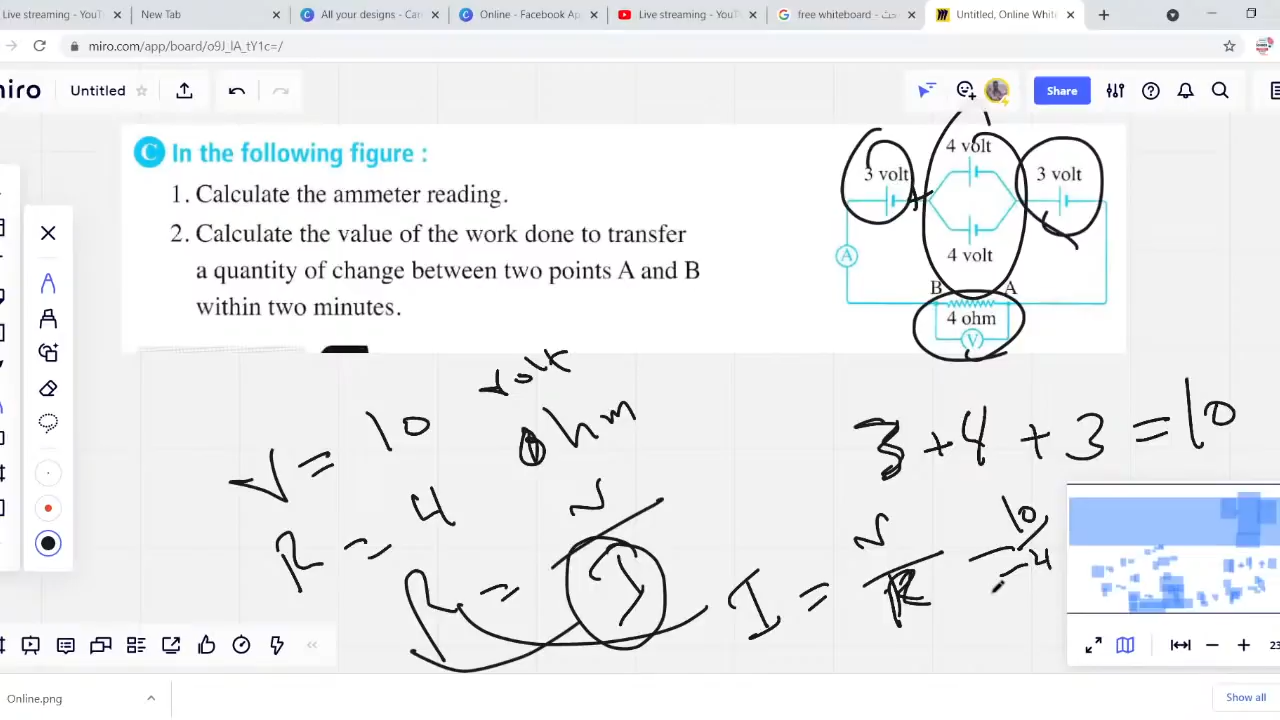 Live streaming - YouT
New Tab
All your designs - Can
Online - Facebook Ap
Live streaming - YouT
free whiteboard - بحث
Untitled, Online Whit
miro.com/app/board/o9J_lA_tY1c=/
miro
Untitled
Share
C In the following figure :
1. Calculate the ammeter reading.
2. Calculate the value of the work done to transfer
a quantity of change between two points A and B
within two minutes.
4 volt
3 volt
3 volt
4 volt
A
B
A
4 ohm
V
volt
V = 10
ohm
R = 4
3 + 4 + 3 = 10
R = V / I
I = V / R = 10 / 4
=
23
Online.png
Show all